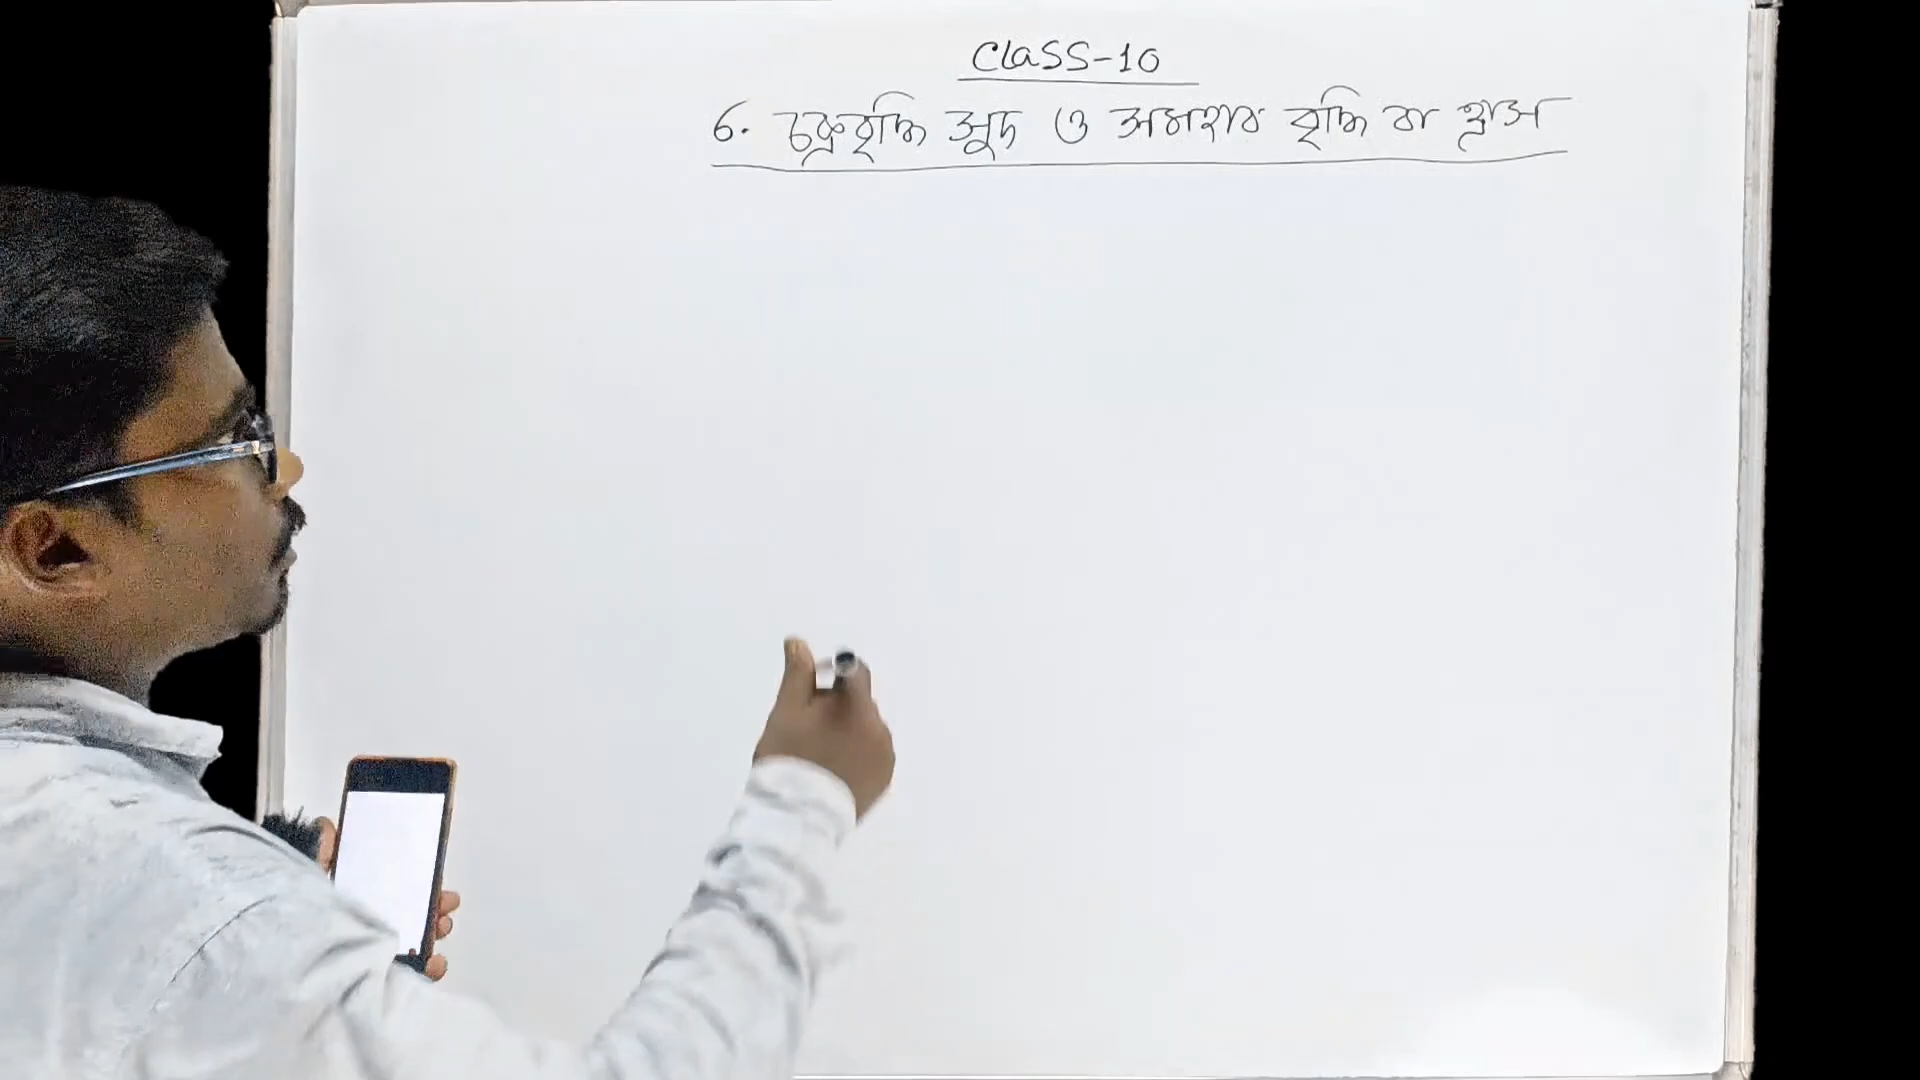 CLASS-10
6. চক্রবৃদ্ধি সুদ ও সমহার বৃদ্ধি বা হ্রাস